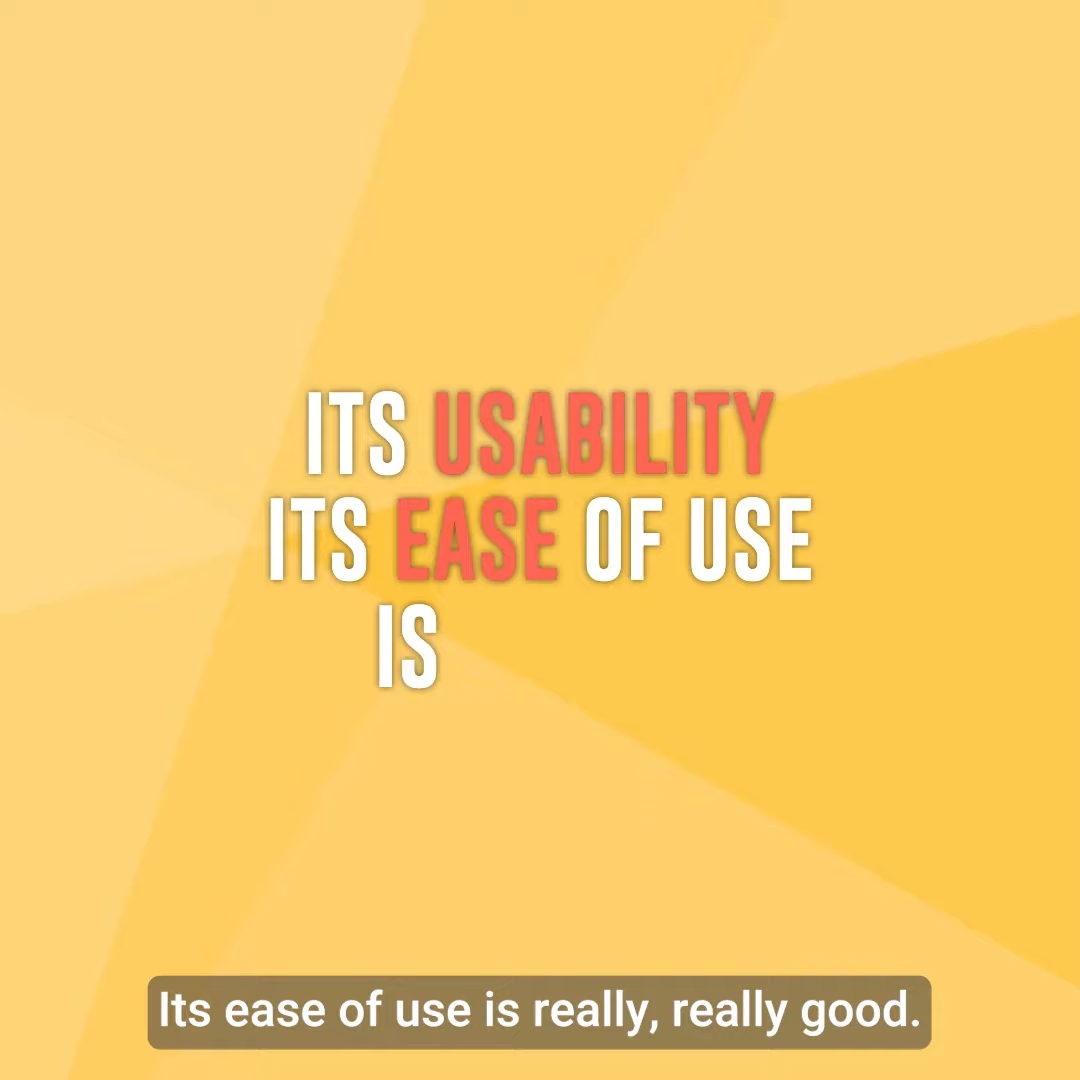 ITS USABILITY
ITS EASE OF USE
IS
Its ease of use is really, really good.